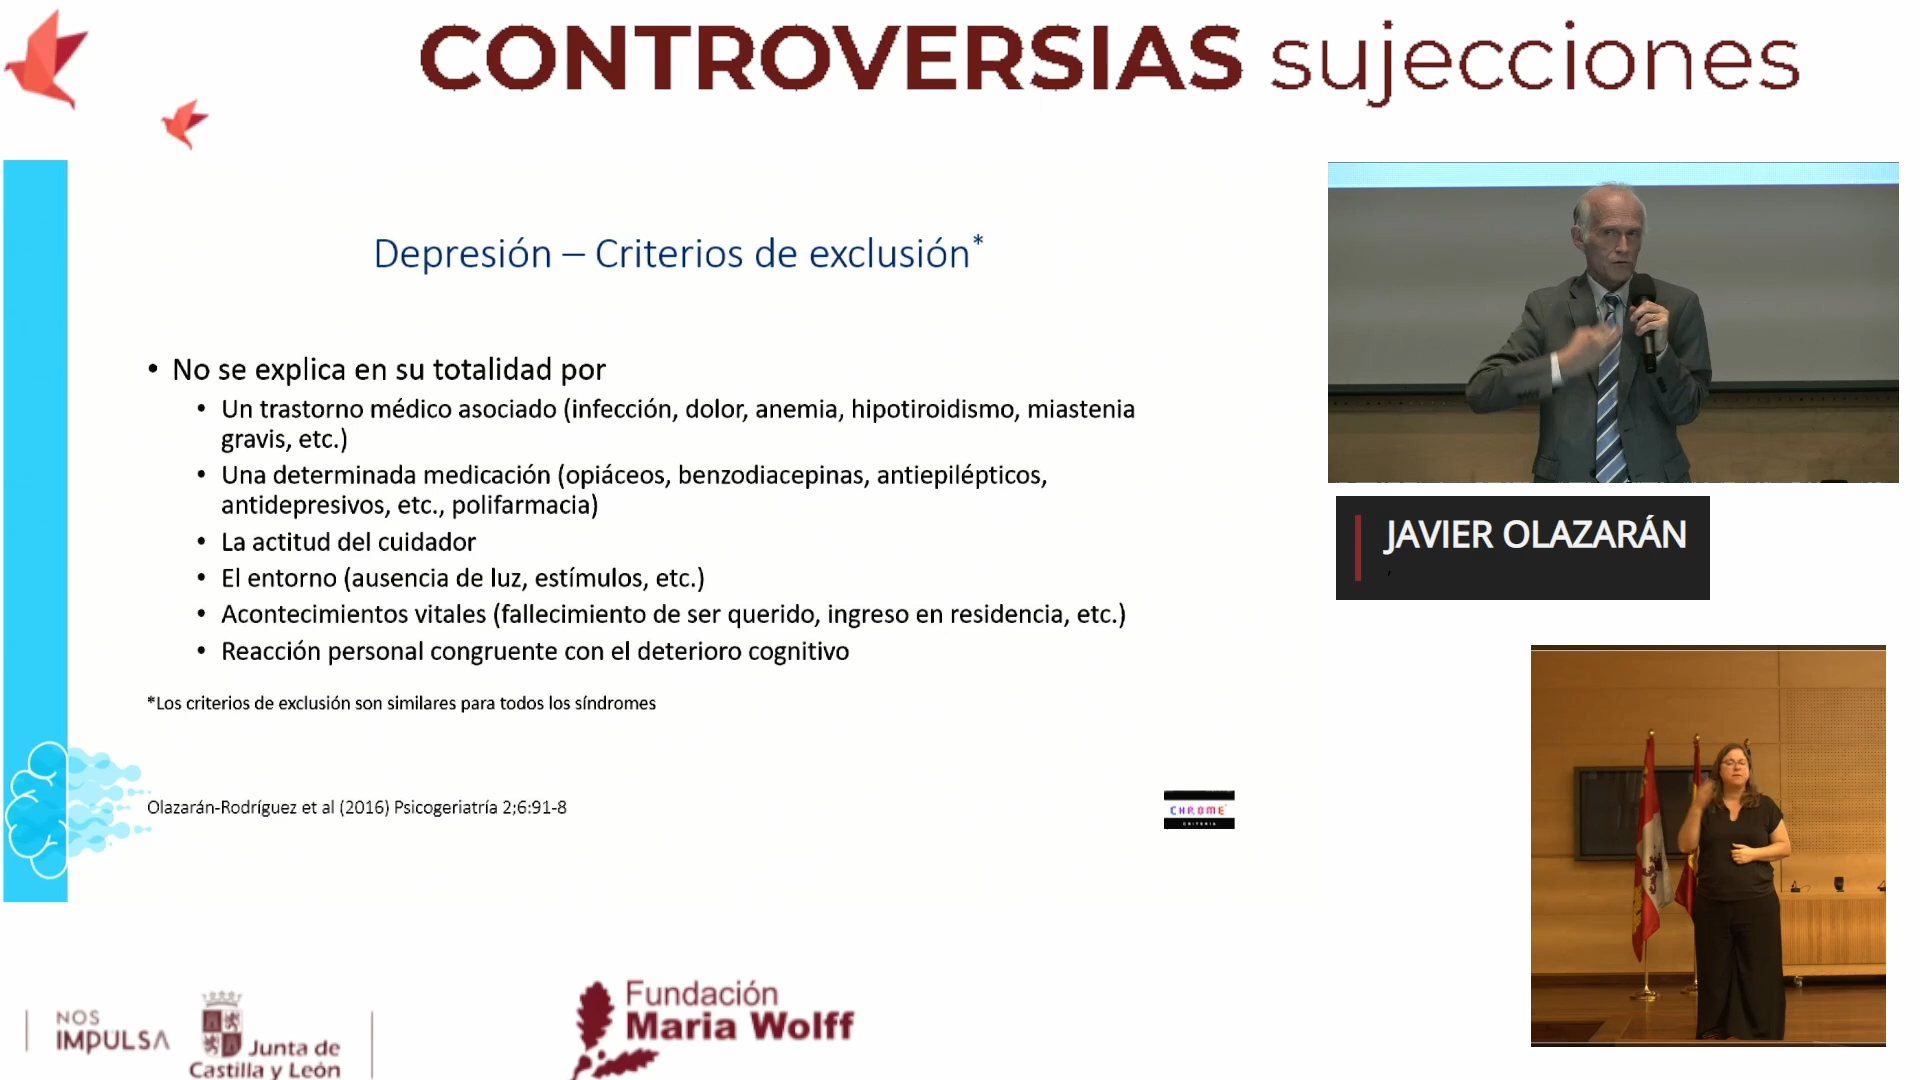 CONTROVERSIAS sujecciones
Depresión – Criterios de exclusión*
• No se explica en su totalidad por
• Un trastorno médico asociado (infección, dolor, anemia, hipotiroidismo, miastenia
gravis, etc.)
• Una determinada medicación (opiáceos, benzodiacepinas, antiepilépticos,
antidepresivos, etc., polifarmacia)
• La actitud del cuidador
• El entorno (ausencia de luz, estímulos, etc.)
• Acontecimientos vitales (fallecimiento de ser querido, ingreso en residencia, etc.)
• Reacción personal congruente con el deterioro cognitivo
*Los criterios de exclusión son similares para todos los síndromes
Olazarán-Rodríguez et al (2016) Psicogeriatría 2;6:91-8
CHROME
CRITERIA
JAVIER OLAZARÁN
,
NOS
IMPULSA
Junta de
Castilla y León
Fundación
Maria Wolff